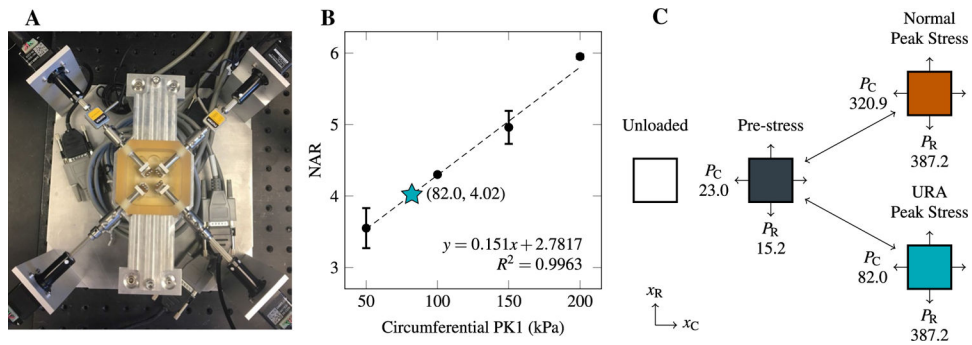 A
B
NAR
6
5
4
3
(82.0, 4.02)
y = 0.151x + 2.7817
R² = 0.9963
50
100
150
200
Circumferential PK1 (kPa)
C
Unloaded
Pre-stress
P_C
23.0
P_R
15.2
Normal
Peak Stress
P_C
320.9
P_R
387.2
URA
Peak Stress
P_C
82.0
P_R
387.2
x_R
x_C